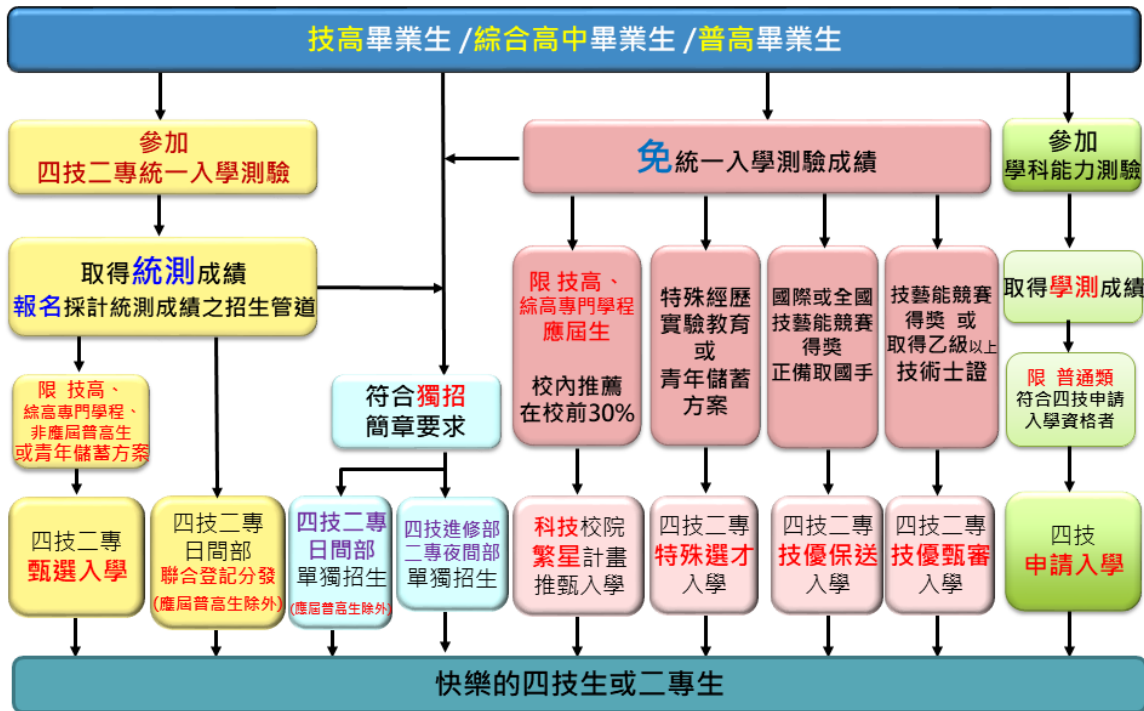 技高畢業生 /綜合高中畢業生 /普高畢業生
參加
四技二專統一入學測驗
免統一入學測驗成績
參加
學科能力測驗
取得統測成績
報名採計統測成績之招生管道
限 技高、
綜高專門學程
應屆生
校內推薦
在校前30%
特殊經歷
實驗教育
或
青年儲蓄
方案
國際或全國
技藝能競賽
得獎
正備取國手
技藝能競賽
得獎 或
取得乙級以上
技術士證
取得學測成績
限 技高、
綜高專門學程、
非應屆普高生
或青年儲蓄方案
符合獨招
簡章要求
限 普通類
符合四技申請
入學資格者
四技二專
甄選入學
四技二專
日間部
聯合登記分發
(應屆普高生除外)
四技二專
日間部
單獨招生
(應屆普高生除外)
四技進修部
二專夜間部
單獨招生
科技校院
繁星計畫
推甄入學
四技二專
特殊選才
入學
四技二專
技優保送
入學
四技二專
技優甄審
入學
四技
申請入學
快樂的四技生或二專生